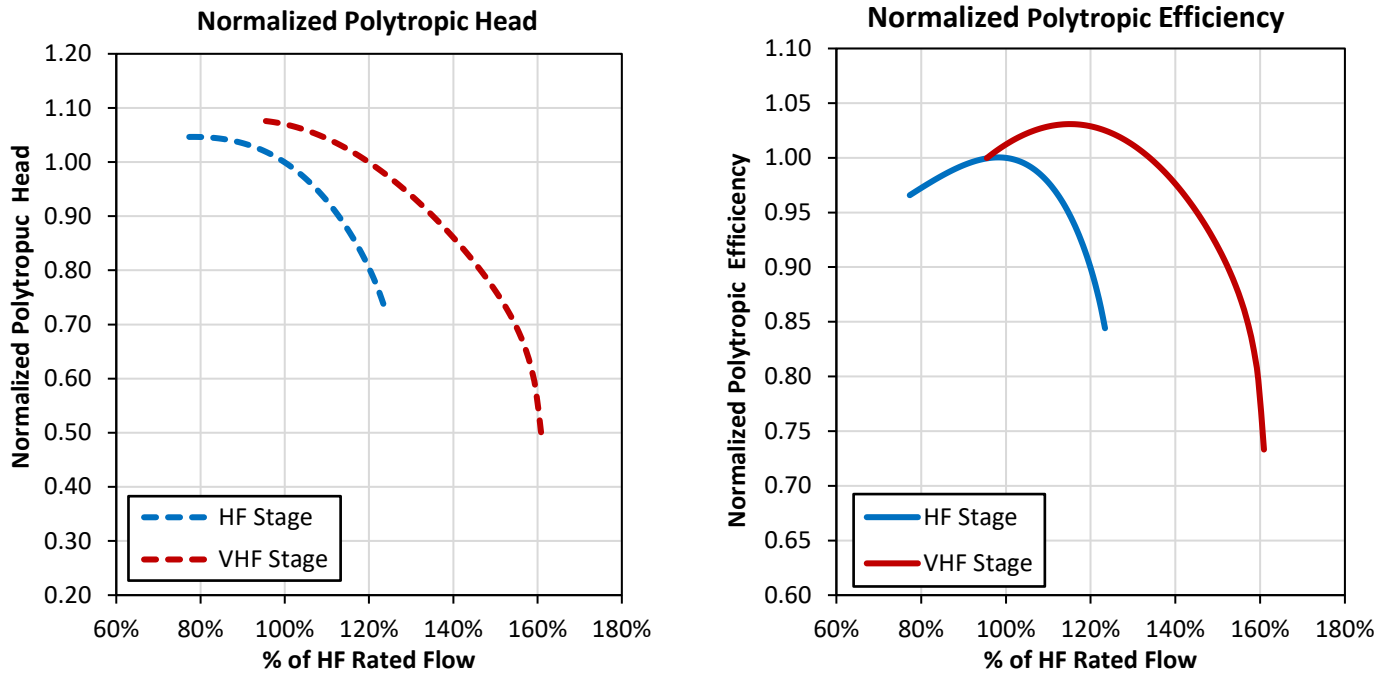 Normalized Polytropic Head
Normalized Polytropuc Head
1.20
1.10
1.00
0.90
0.80
0.70
0.60
0.50
0.40
0.30
0.20
HF Stage
VHF Stage
60% 80% 100% 120% 140% 160% 180%
% of HF Rated Flow
Normalized Polytropic Efficiency
Normalized Polytropic Efficicency
1.10
1.05
1.00
0.95
0.90
0.85
0.80
0.75
0.70
0.65
0.60
HF Stage
VHF Stage
60% 80% 100% 120% 140% 160% 180%
% of HF Rated Flow